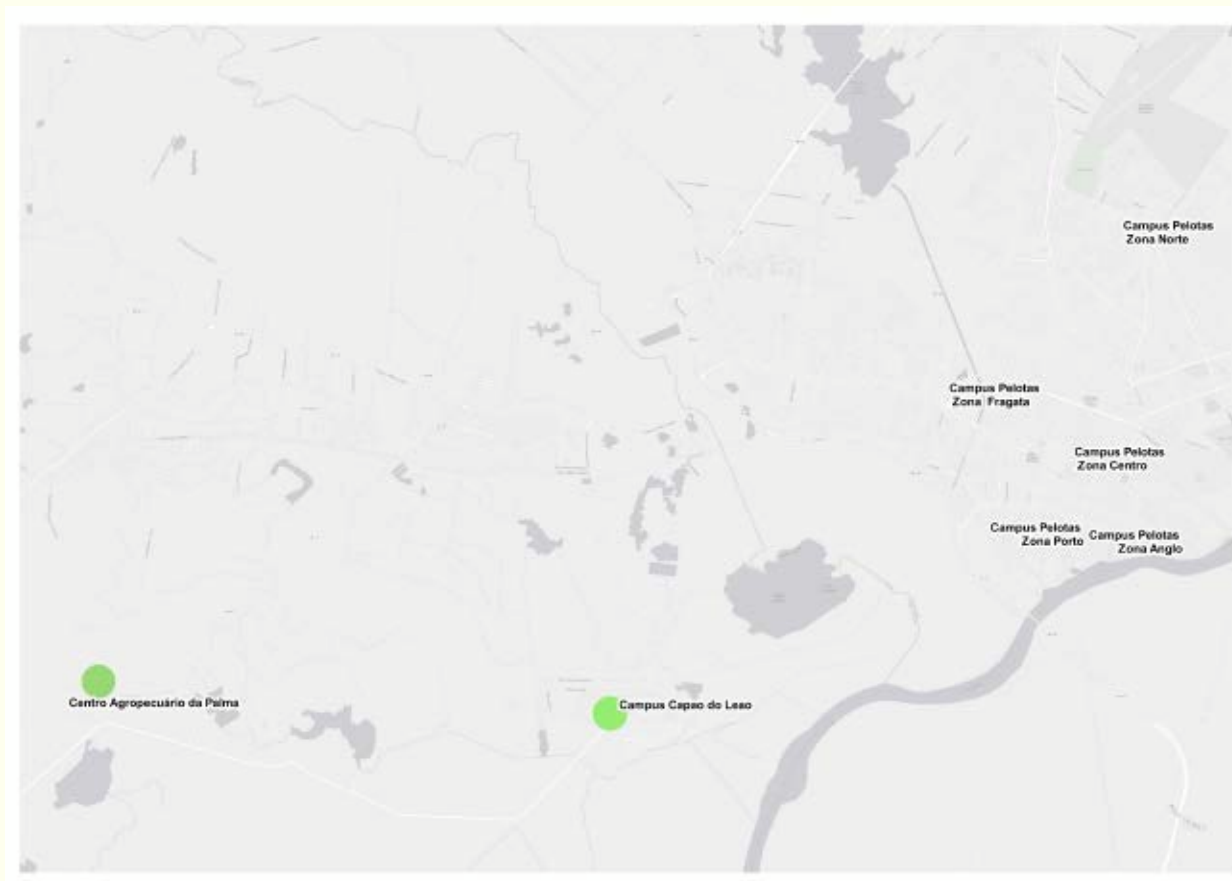 Campus Pelotas
Zona Norte
Campus Pelotas
Zona Fragata
Campus Pelotas
Zona Centro
Campus Pelotas
Zona Porto
Campus Pelotas
Zona Anglo
Centro Agropecuário da Palma
Campus Capao do Leao